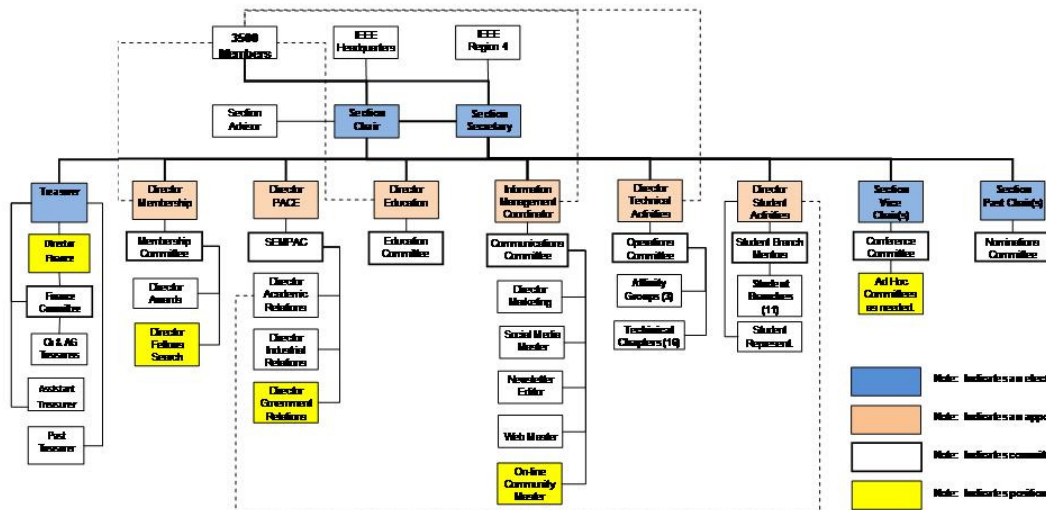 3500
Members
IEEE
Headquarters
IEEE
Region 4
Section
Advisor
Section
Chair
Section
Secretary
Treasurer
Director
Membership
Director
PACE
Director
Education
Information
Management
Coordinator
Director
Technical
Activities
Director
Student
Activities
Section
Vice
Chair(s)
Section
Past Chair(s)
Director
Finance
Membership
Committee
SEMPAC
Education
Committee
Communications
Committee
Operations
Committee
Student Branch
Mentors
Conference
Committee
Nominations
Committee
Finance
Committee
Director
Awards
Director
Academic
Relations
Director
Marketing
Affinity
Groups (3)
Student
Branches
(11)
Ad Hoc
Committees
as needed.
Ch & AG
Treasures
Director
Fellows
Search
Director
Industrial
Relations
Social Media
Master
Technical
Chapters (16)
Student
Represent.
Assistant
Treasurer
Director
Government
Relations
Newsletter
Editor
Past
Treasurer
Web Master
On-line
Community
Master
Note: Indicates an elect
Note: Indicates an appo
Note: Indicates committ
Note: Indicates position